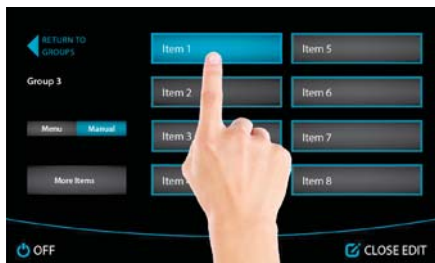 RETURN TO
GROUPS
Group 3
Menu Manual
More Items
Item 1
Item 2
Item 3
Item
Item 5
Item 6
Item 7
Item 8
OFF
CLOSE EDIT